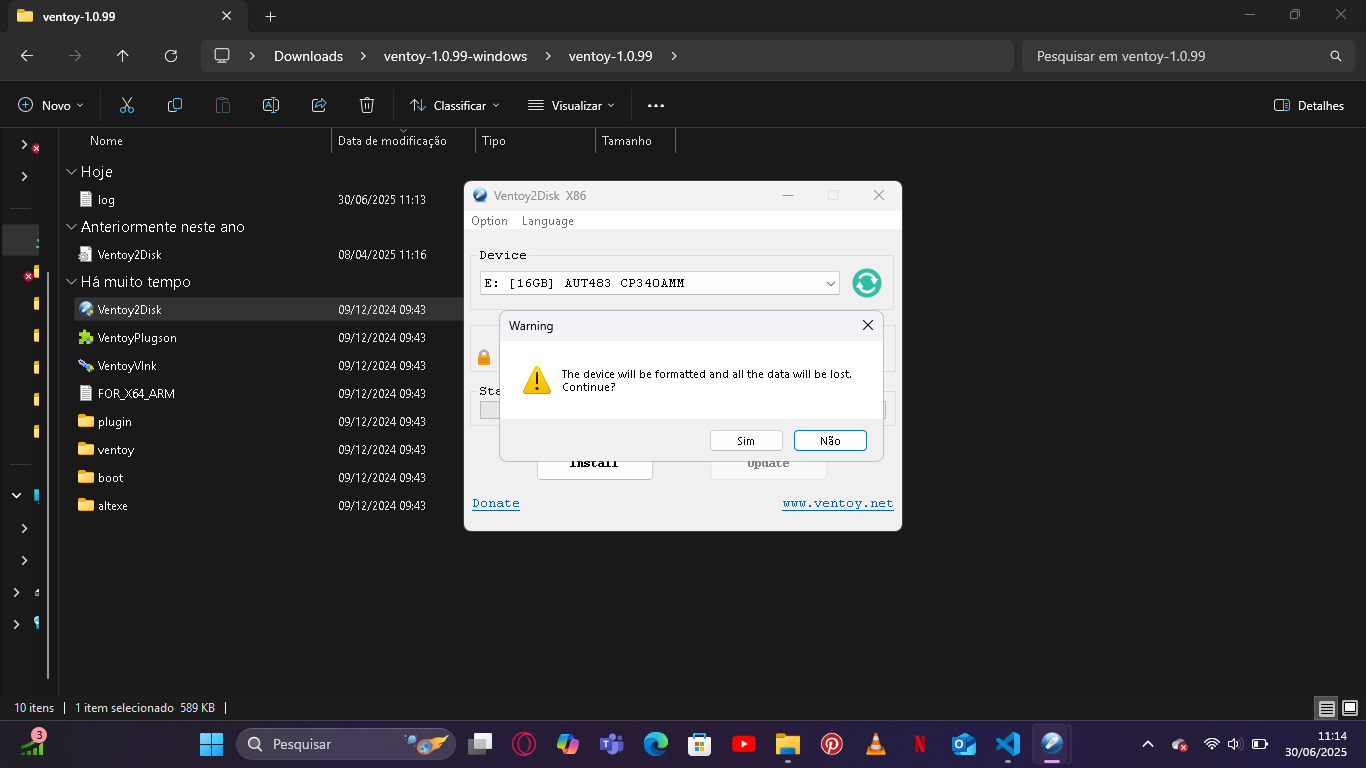 ventoy-1.0.99
Downloads
ventoy-1.0.99-windows
ventoy-1.0.99
Pesquisar em ventoy-1.0.99
Novo
Classificar
Visualizar
Detalhes
Nome
Data de modificação
Tipo
Tamanho
Hoje
log
30/06/2025 11:13
Anteriormente neste ano
Ventoy2Disk
08/04/2025 11:16
Há muito tempo
Ventoy2Disk
09/12/2024 09:43
VentoyPlugson
09/12/2024 09:43
VentoyVlnk
09/12/2024 09:43
FOR_X64_ARM
09/12/2024 09:43
plugin
09/12/2024 09:43
ventoy
09/12/2024 09:43
boot
09/12/2024 09:43
altexe
09/12/2024 09:43
Ventoy2Disk X86
Option
Language
Device
E: [16GB] AUT483 CP340AMM
Warning
The device will be formatted and all the data will be lost.
Continue?
Sim
Não
Install
Update
Donate
www.ventoy.net
10 itens
1 item selecionado 589 KB
3
Pesquisar
11:14
30/06/2025